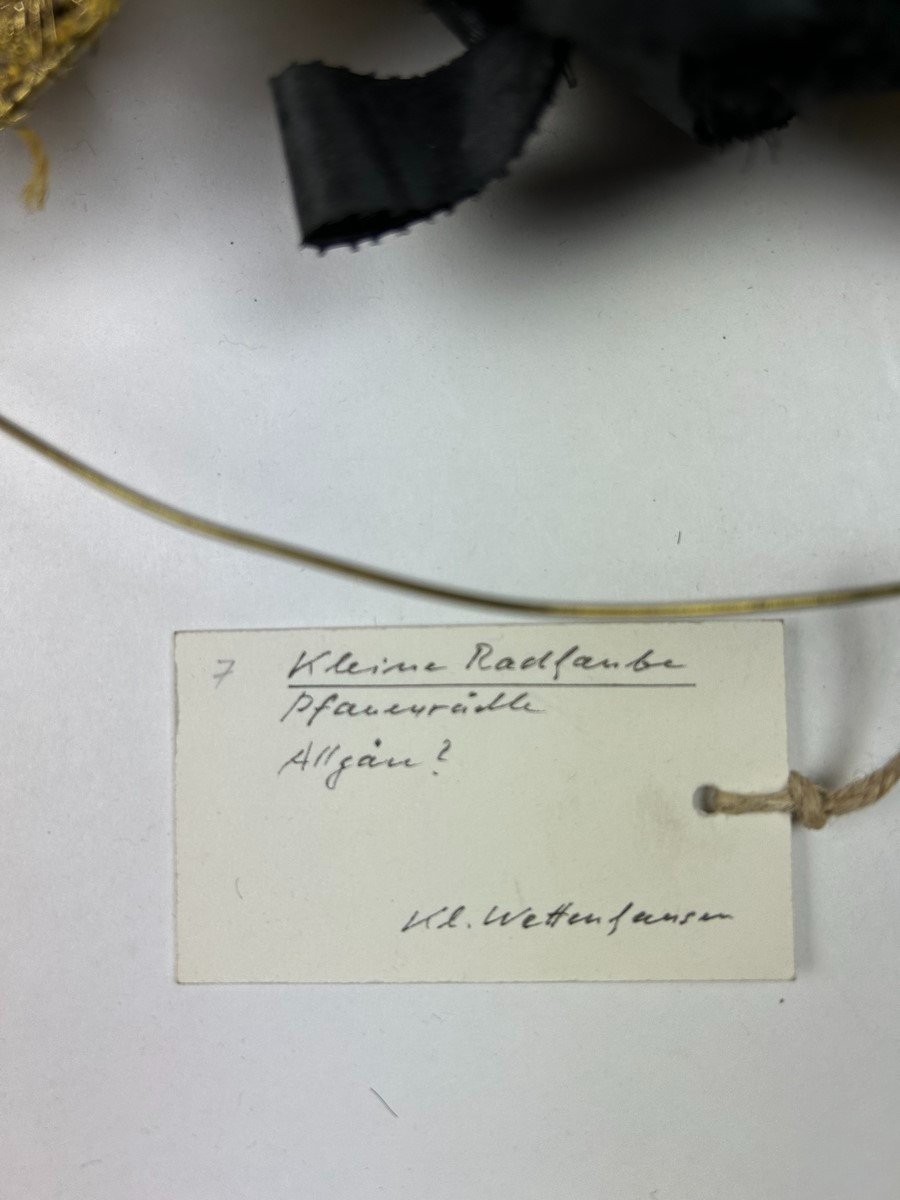 7 Kleine Radhaube
Pfauenrädle
Allgäu?
Kl. Wettenhausen